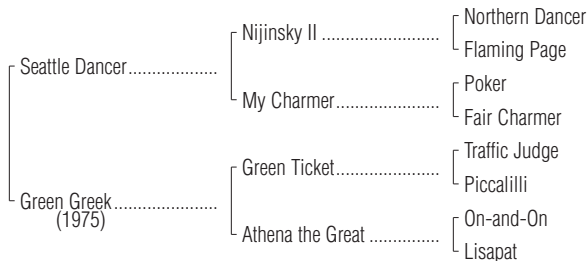 Northern Dancer
Nijinsky II ......................................
Flaming Page
Seattle Dancer....................
Poker
My Charmer.................................
Fair Charmer
Traffic Judge
Green Ticket.................................
Piccalilli
Green Greek.......................
(1975)
On-and-On
Athena the Great ......................
Lisapat